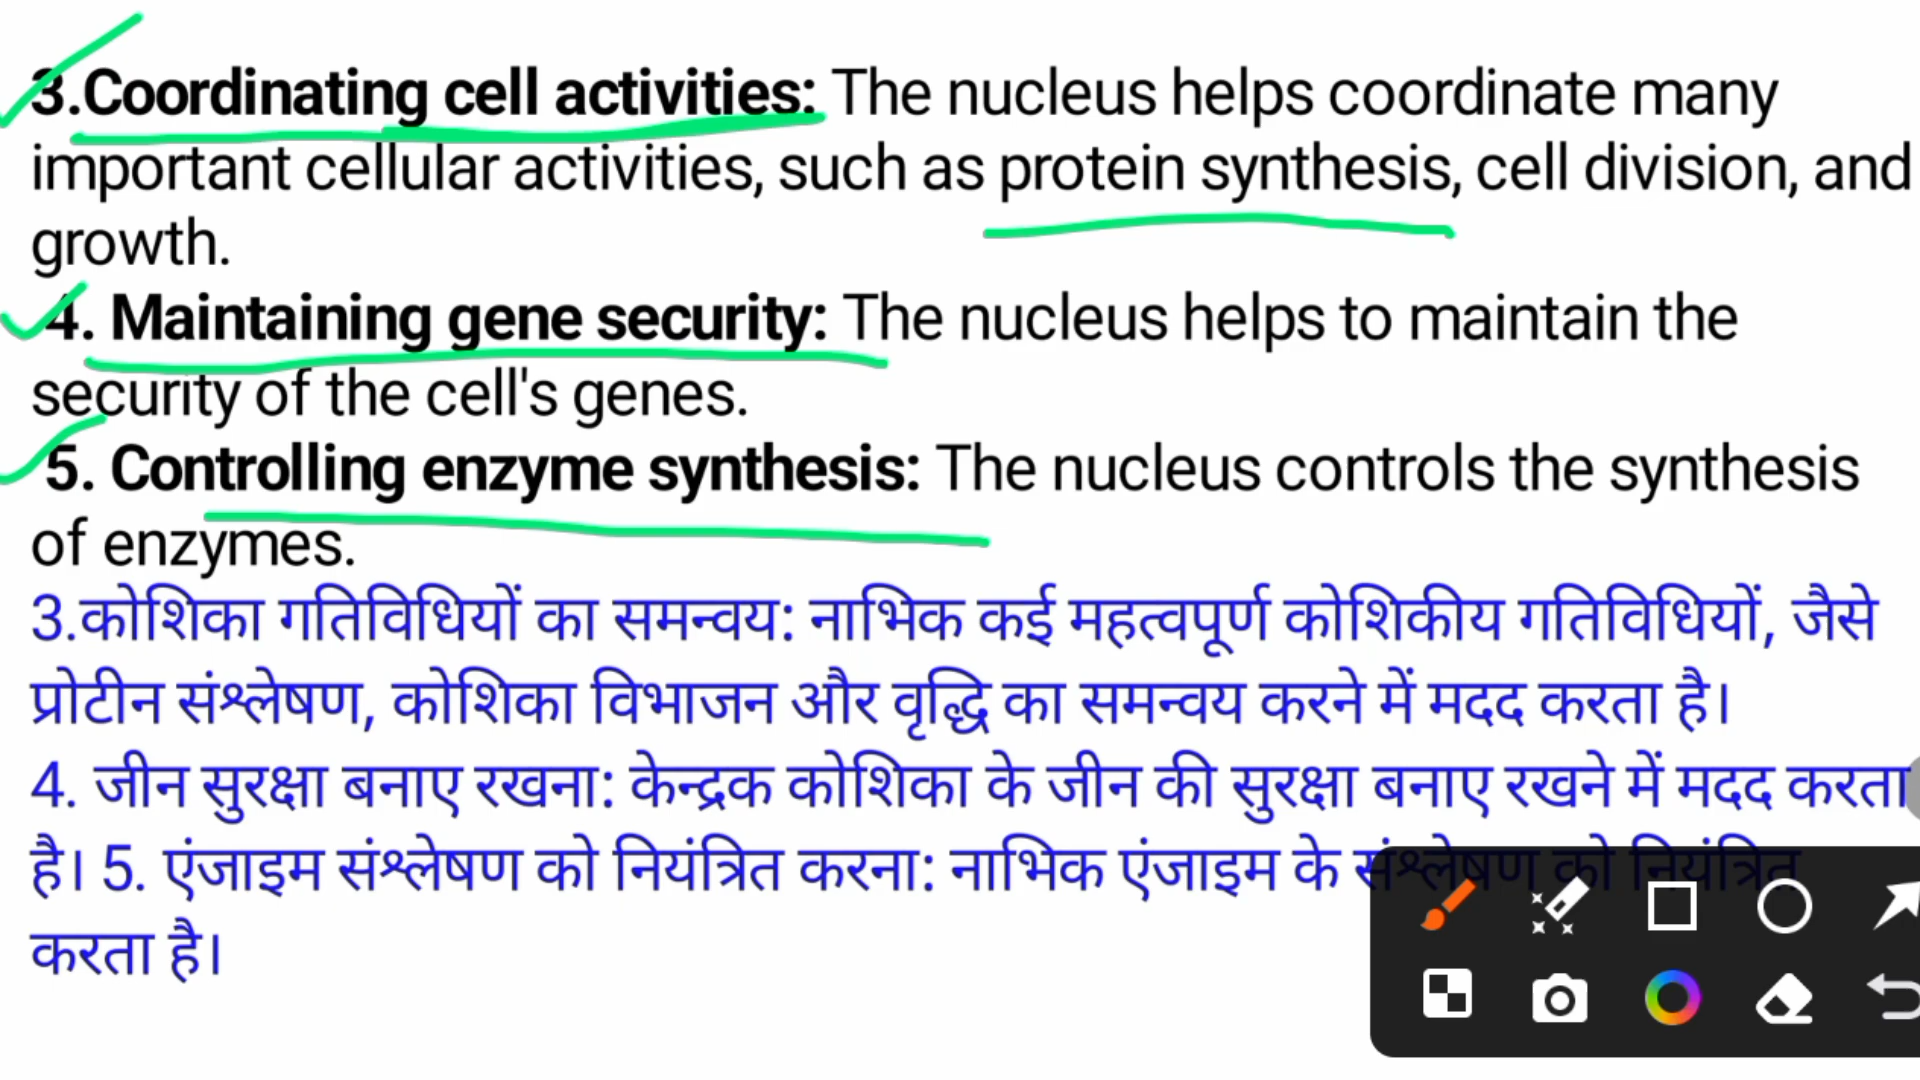 3.Coordinating cell activities: The nucleus helps coordinate many
important cellular activities, such as protein synthesis, cell division, and
growth.
4. Maintaining gene security: The nucleus helps to maintain the
security of the cell's genes.
5. Controlling enzyme synthesis: The nucleus controls the synthesis
of enzymes.
3.कोशिका गतिविधियों का समन्वय: नाभिक कई महत्वपूर्ण कोशिकीय गतिविधियों, जैसे
प्रोटीन संश्लेषण, कोशिका विभाजन और वृद्धि का समन्वय करने में मदद करता है।
4. जीन सुरक्षा बनाए रखना: केन्द्रक कोशिका के जीन की सुरक्षा बनाए रखने में मदद करता
है। 5. एंजाइम संश्लेषण को नियंत्रित करना: नाभिक एंजाइम के संश्लेषण को नियंत्रित
करता है।